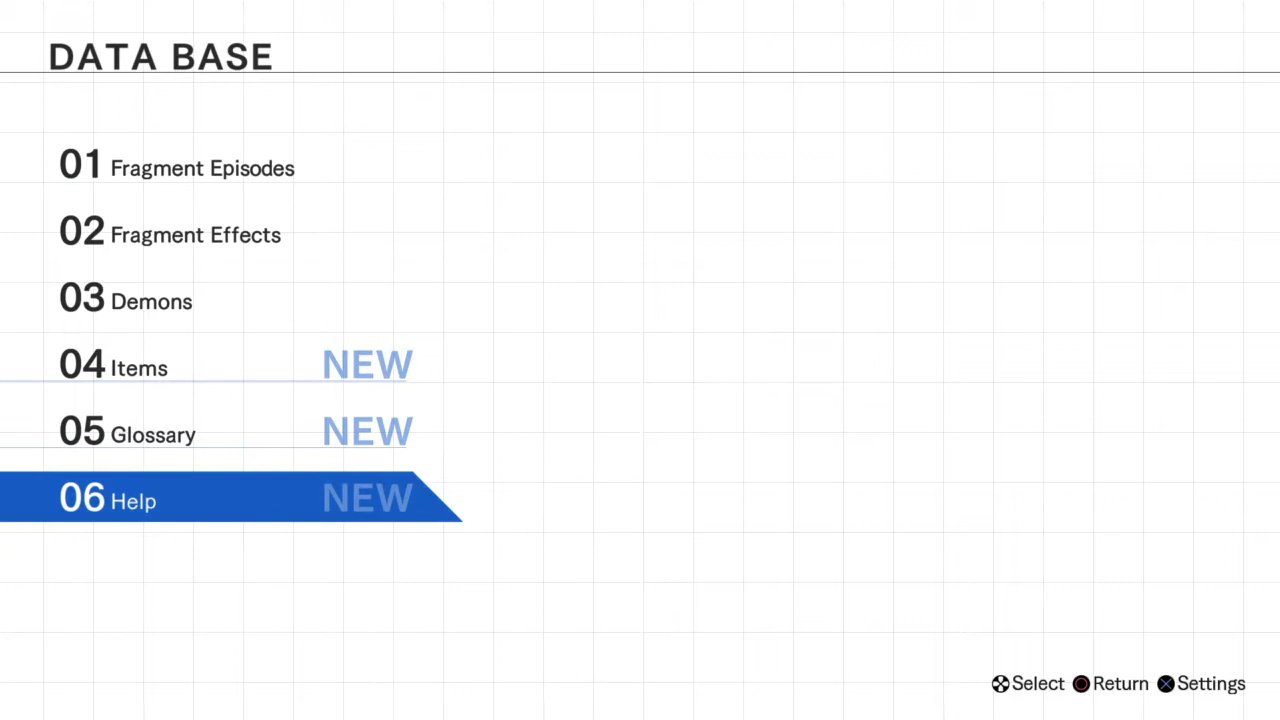 DATA BASE
01 Fragment Episodes
02 Fragment Effects
03 Demons
04 Items NEW
05 Glossary NEW
06 Help NEW
Select Return Settings